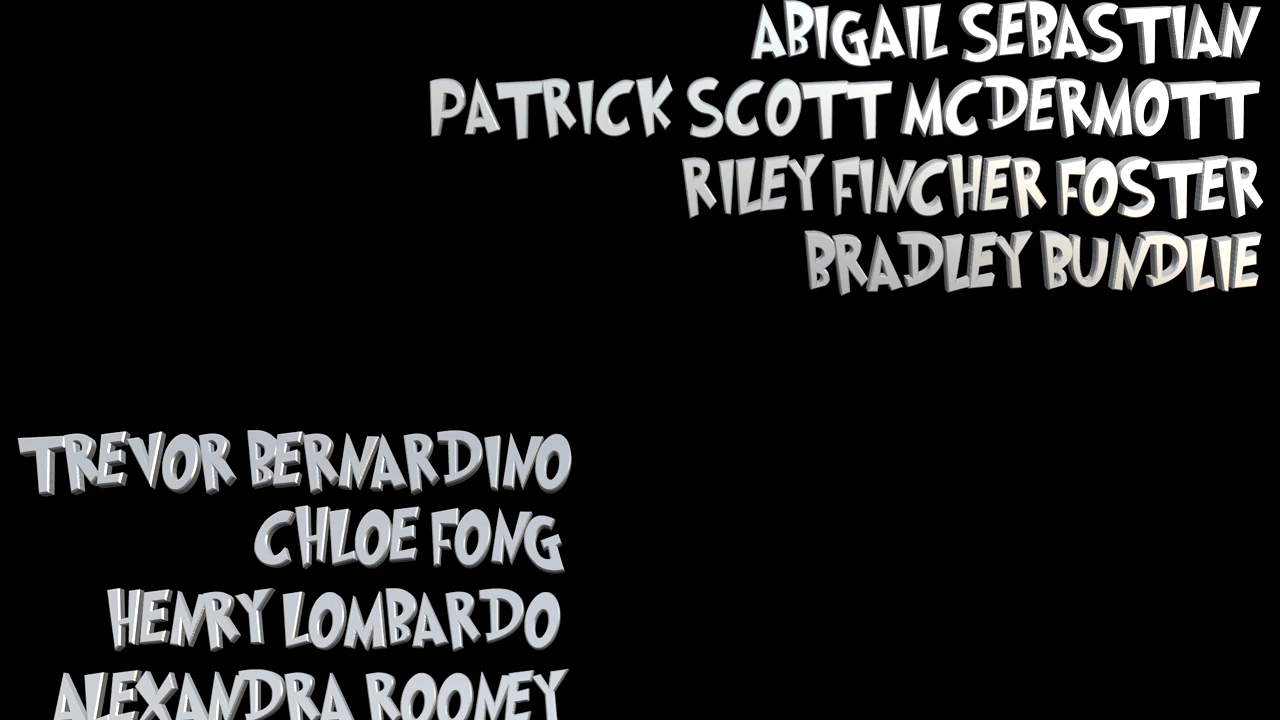 ABIGAIL SEBASTIAN
PATRICK SCOTT MCDERMOTT
RILEY FINCHER FOSTER
BRADLEY BUNDLIE
TREVOR BERNARDINO
CHLOE FONG
HENRY LOMBARDO
ALEXANDRA ROONEY